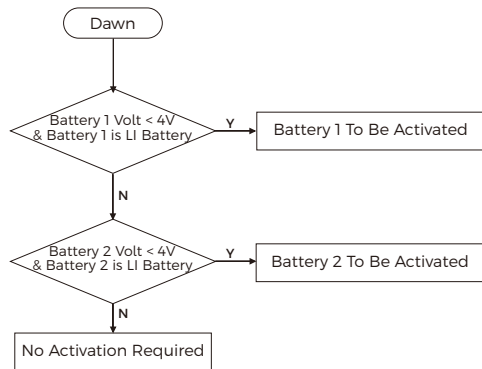 Dawn
Battery 1 Volt < 4V
& Battery 1 is LI Battery
Y
Battery 1 To Be Activated
N
Battery 2 Volt < 4V
& Battery 2 is LI Battery
Y
Battery 2 To Be Activated
N
No Activation Required